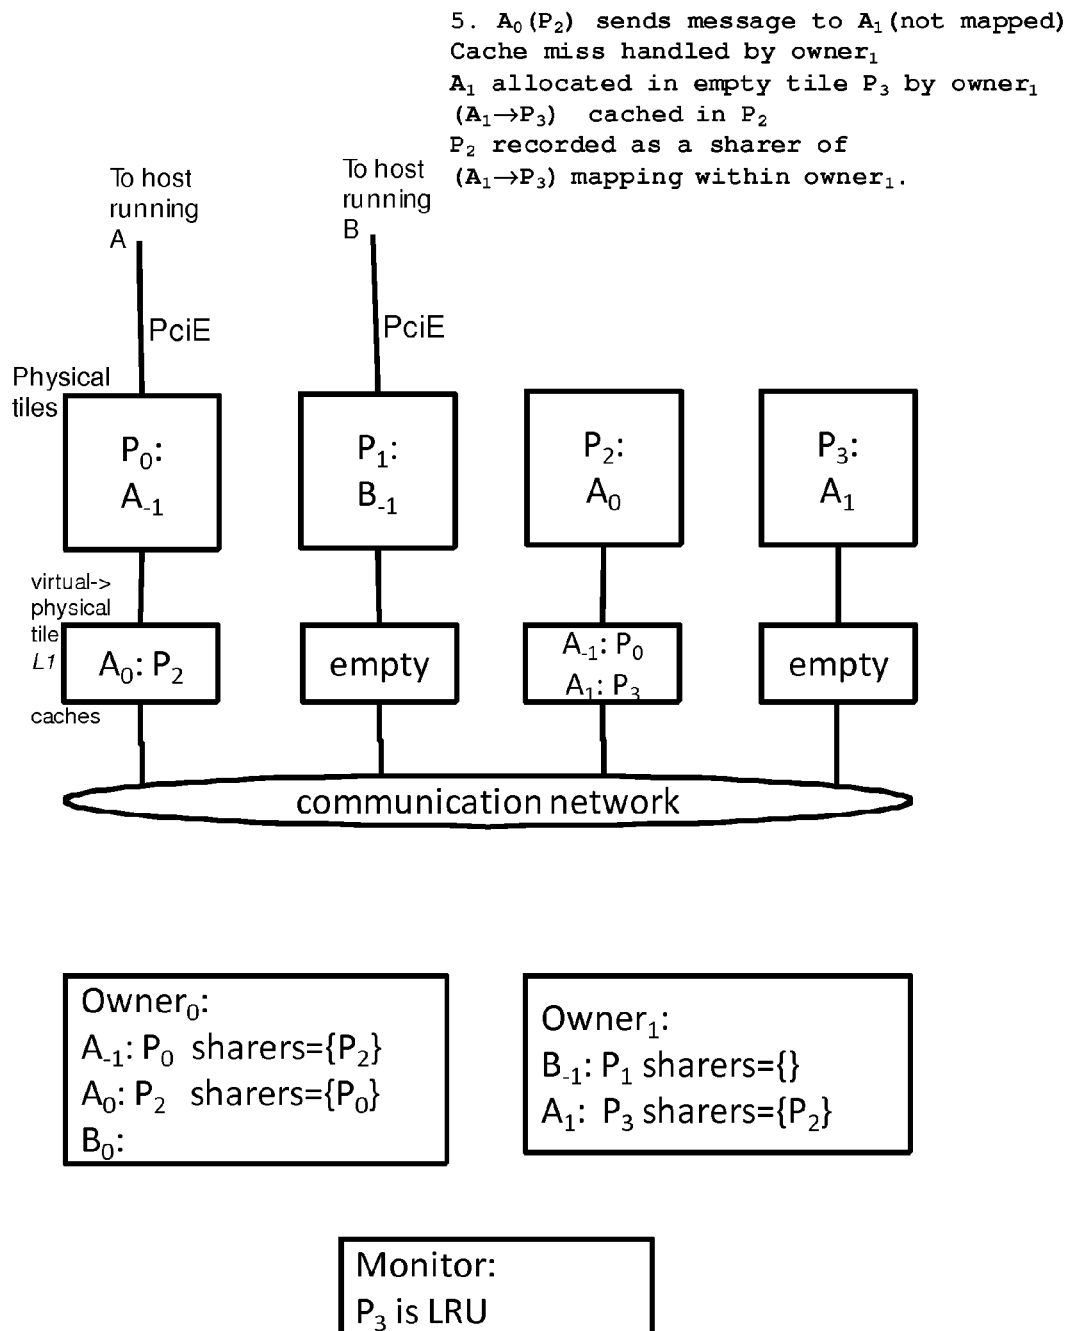 5. A₀(P₂) sends message to A₁(not mapped)
Cache miss handled by owner₁
A₁ allocated in empty tile P₃ by owner₁
(A₁→P₃) cached in P₂
P₂ recorded as a sharer of
(A₁→P₃) mapping within owner₁.
To host
running
A
To host
running
B
PciE
PciE
Physical
tiles
P₀:
A₋₁
P₁:
B₋₁
P₂:
A₀
P₃:
A₁
virtual->
physical
tile
L1
caches
A₀: P₂
empty
A₋₁: P₀
A₁: P₃
empty
communication network
Owner₀:
A₋₁: P₀ sharers={P₂}
A₀: P₂ sharers={P₀}
B₀:
Owner₁:
B₋₁: P₁ sharers={}
A₁: P₃ sharers={P₂}
Monitor:
P₃ is LRU